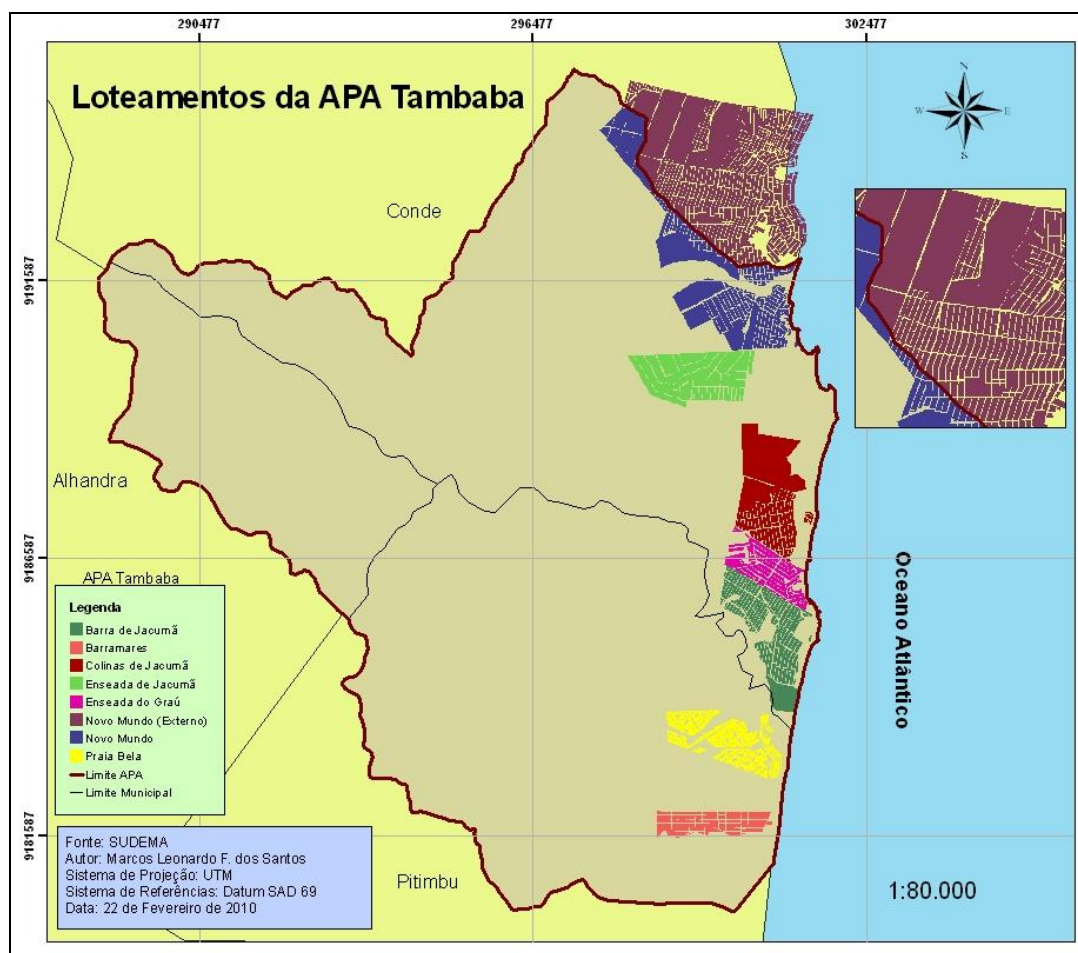 290477
296477
302477
Loteamentos da APA Tambaba
N
W
E
S
Conde
9191587
Alhandra
9186587
APA Tambaba
Oceano Atlântico
Legenda
Barra de Jacumã
Barramares
Colinas de Jacumã
Enseada de Jacumã
Enseada do Graú
Novo Mundo (Externo)
Novo Mundo
Praia Bela
Limite APA
Limite Municipal
9181587
Fonte: SUDEMA
Autor: Marcos Leonardo F. dos Santos
Sistema de Projeção: UTM
Sistema de Referências: Datum SAD 69
Data: 22 de Fevereiro de 2010
Pitimbu
1:80.000